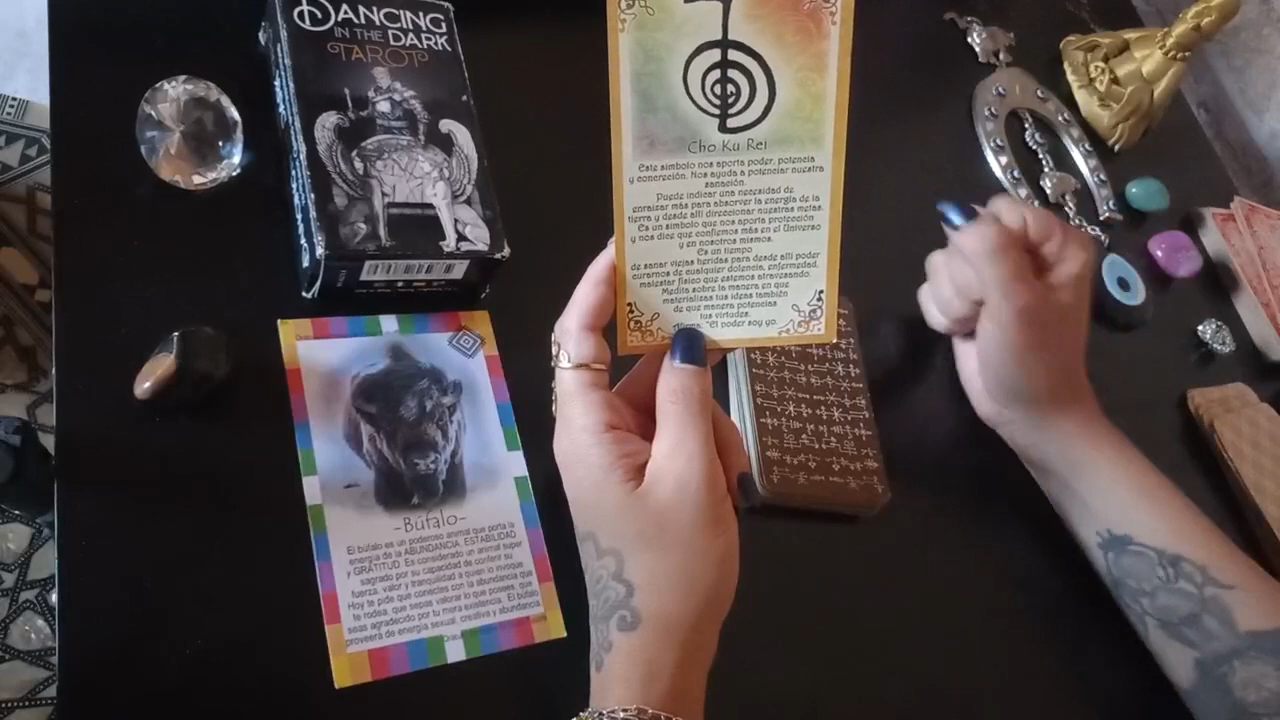 DANCING
IN THE DARK
TAROT
Cho Ku Rei
Este símbolo nos aporta poder, potencia
y concreción. Nos ayuda a potenciar nuestra
sanación.
Puede indicar una necesidad de
enraizar más para absorver la energía de la
tierra y desde allí direccionar nuestras metas.
Es un símbolo que nos aporta protección
y nos dice que confiemos más en el Universo
y en nosotros mismos.
Es un tiempo
de sanar viejas heridas para desde allí poder
curarnos de cualquier dolencia, enfermedad,
malestar físico que estemos atravesando.
Medita sobre la manera en que
materializas tus ideas también
de que manera potencias
tus virtudes.
"El poder soy yo.
-Búfalo-
El búfalo es un poderoso animal que porta la
energía de la ABUNDANCIA, ESTABILIDAD
y GRATITUD. Es considerado un animal super
sagrado por su capacidad de conferir su
fuerza, valor y tranquilidad a quien lo invoque
Hoy te pide que conectes con la abundancia que
te rodea, que sepas valorar lo que posees, que
seas agradecido por tu mera existencia. El búfalo
proveerá de energía sexual, creativa y abundancia